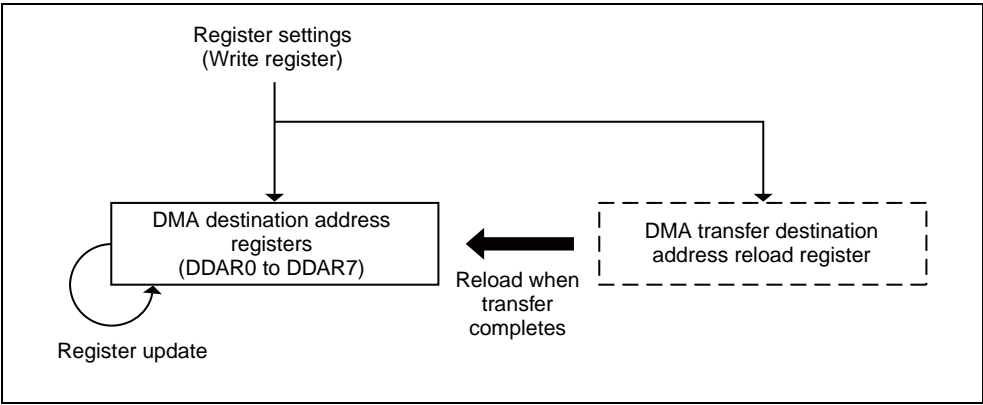 Register settings
(Write register)
DMA destination address
registers
(DDAR0 to DDAR7)
DMA transfer destination
address reload register
Reload when
transfer
completes
Register update